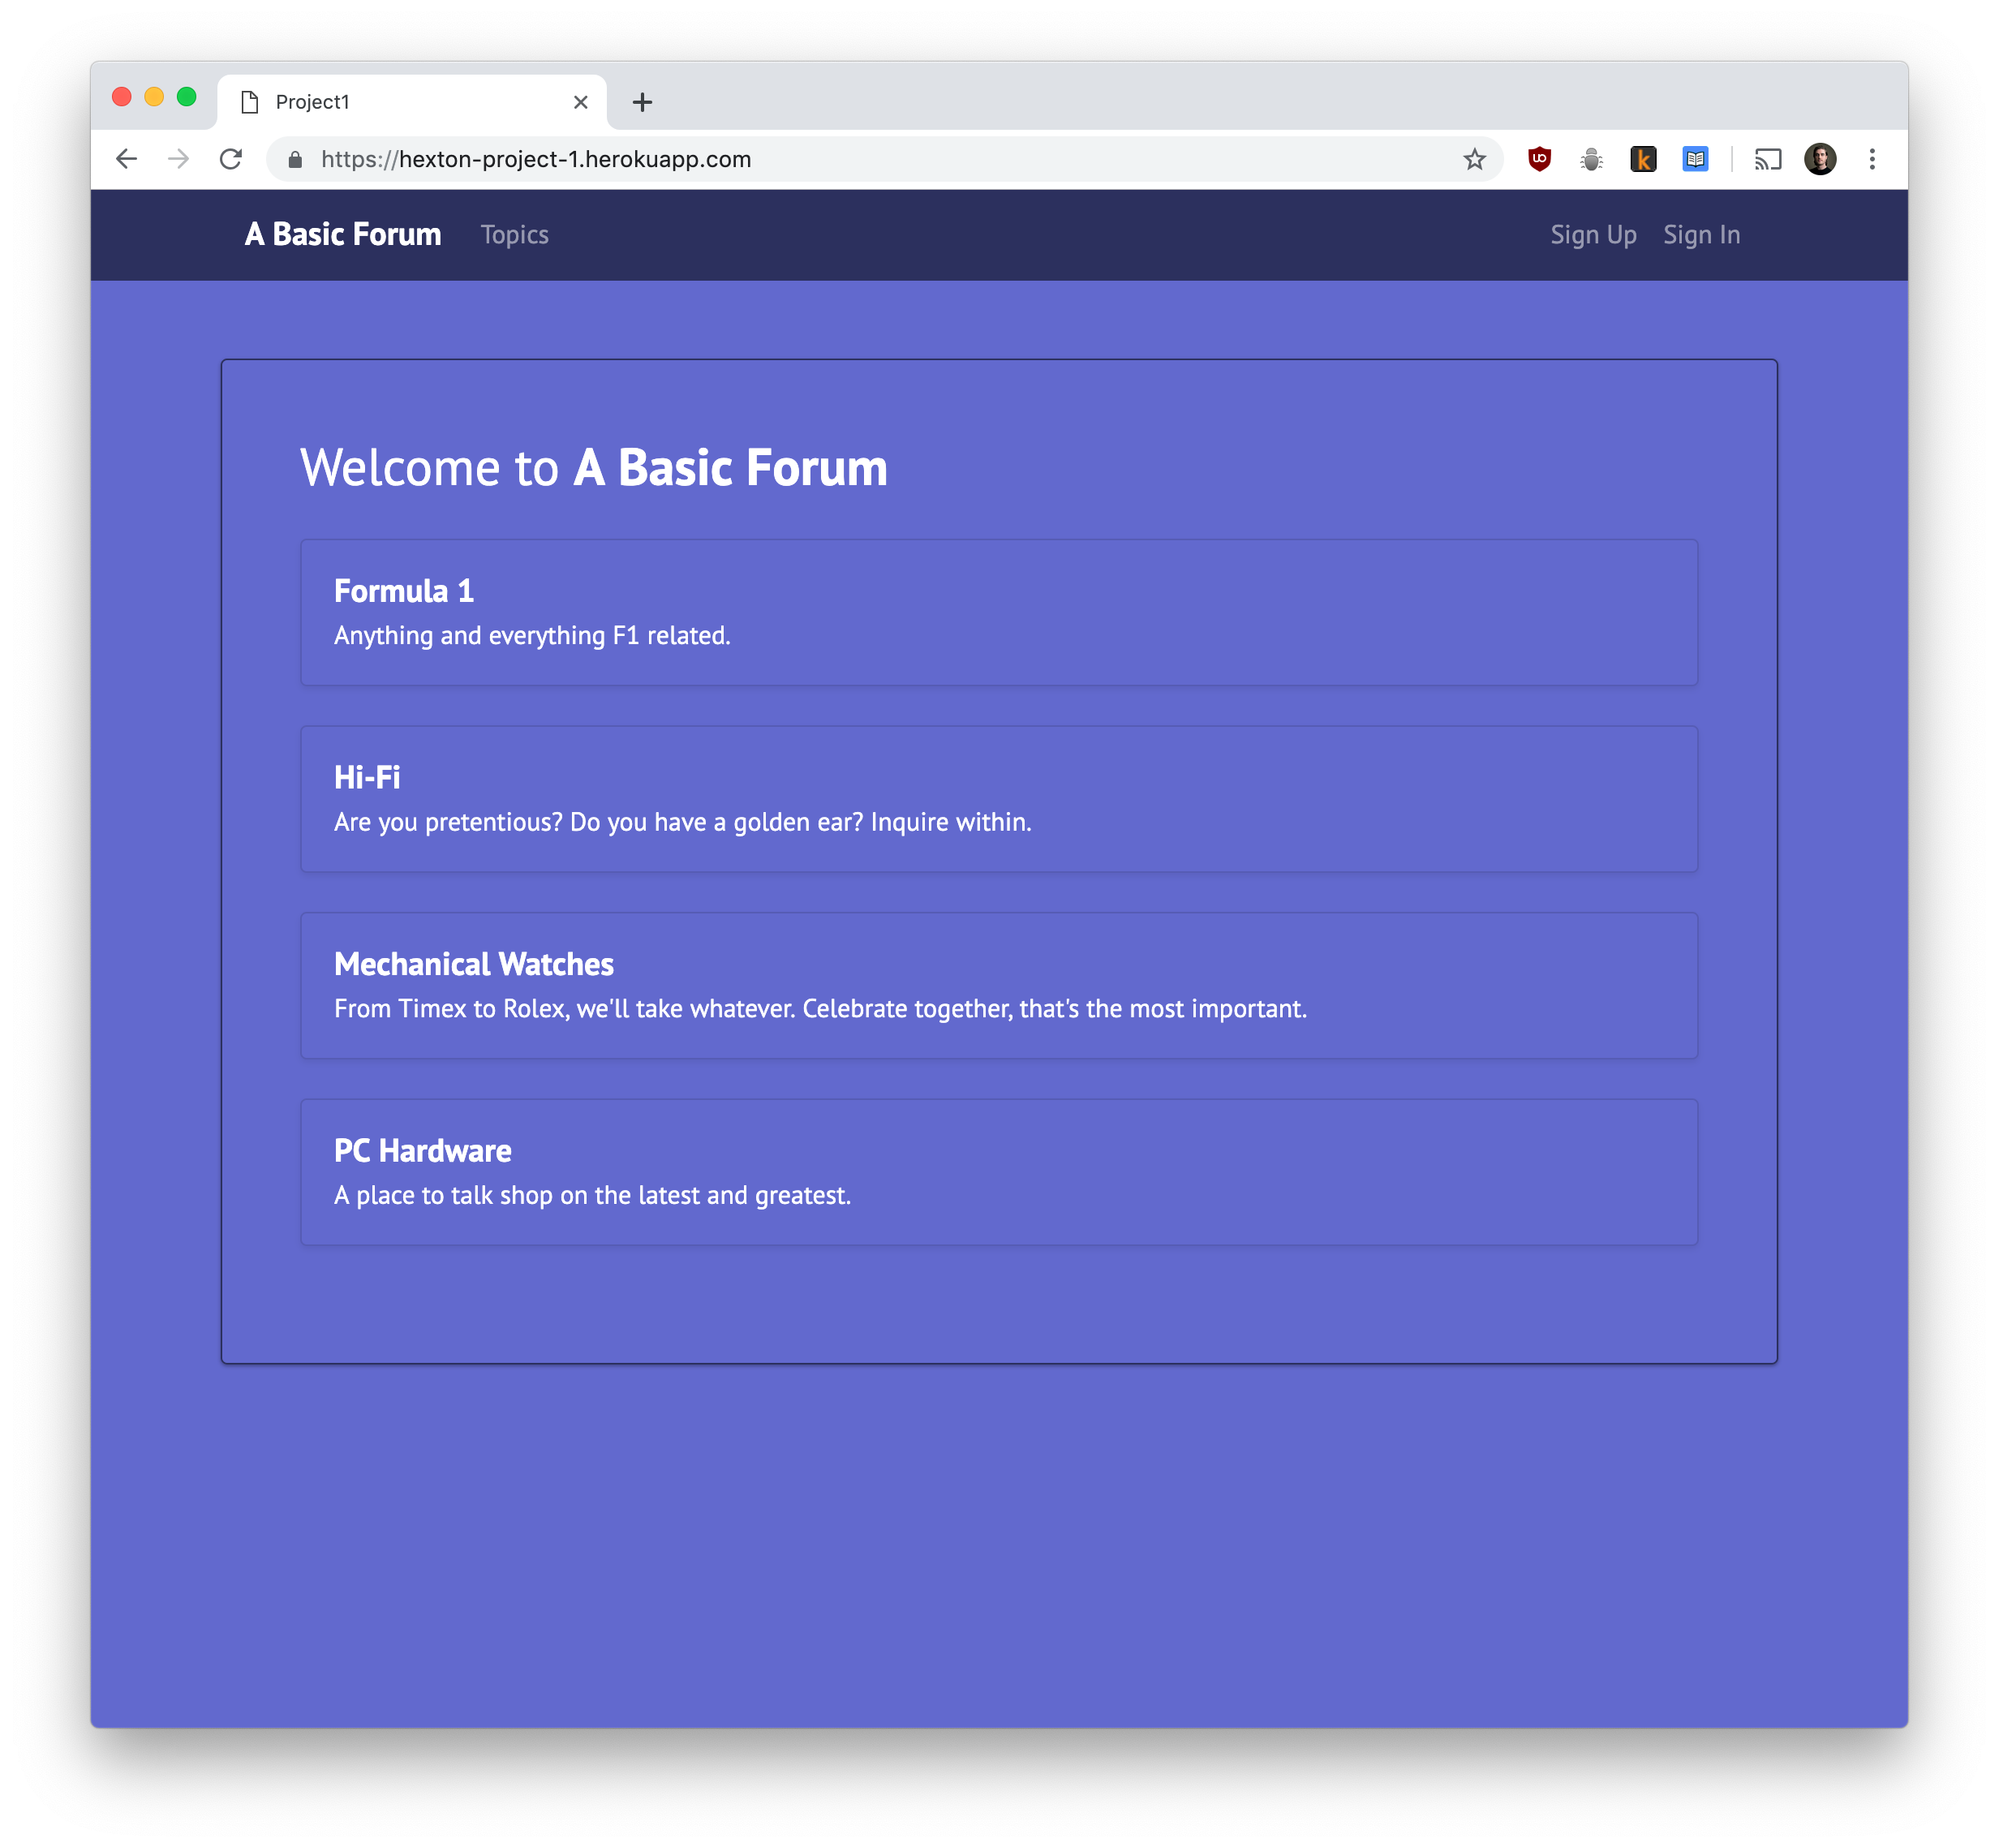 Project1
https://hexton-project-1.herokuapp.com
A Basic Forum Topics Sign Up Sign In
Welcome to A Basic Forum
Formula 1
Anything and everything F1 related.
Hi-Fi
Are you pretentious? Do you have a golden ear? Inquire within.
Mechanical Watches
From Timex to Rolex, we'll take whatever. Celebrate together, that's the most important.
PC Hardware
A place to talk shop on the latest and greatest.